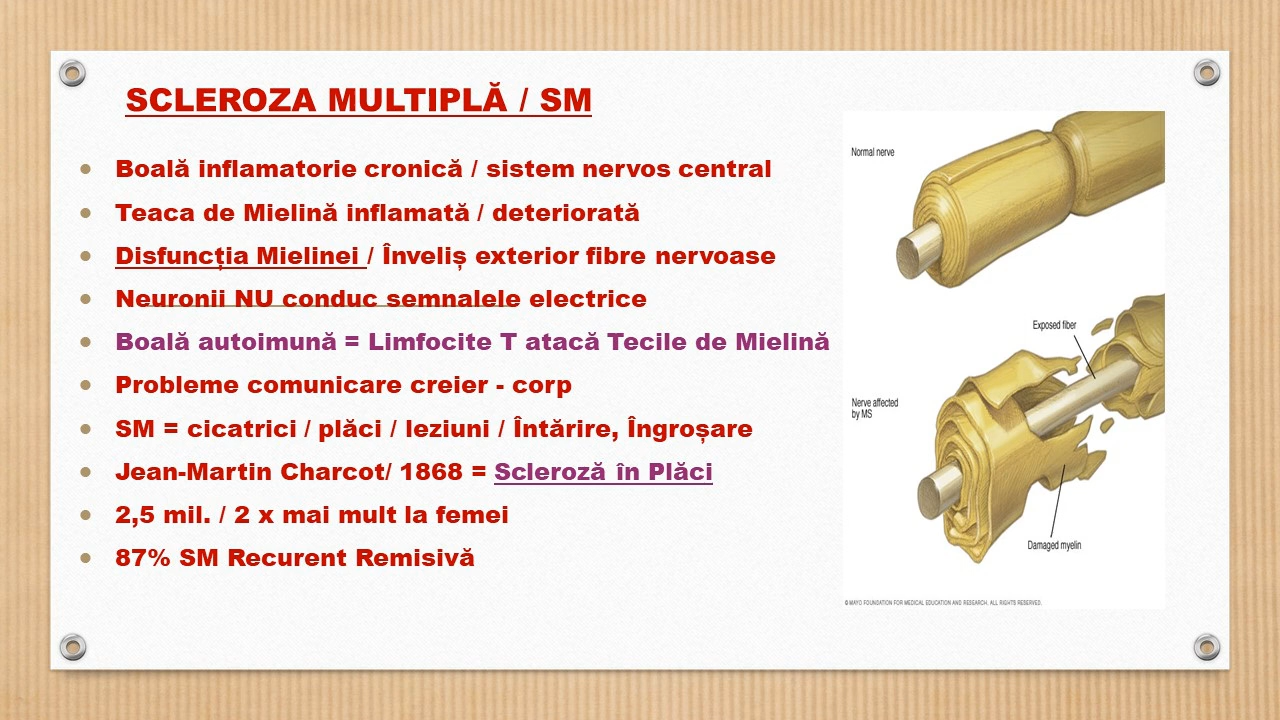 SCLEROZA MULTIPLĂ / SM
• Boală inflamatorie cronică / sistem nervos central
• Teaca de Mielină inflamată / deteriorată
• Disfuncția Mielinei / Înveliș exterior fibre nervoase
• Neuronii NU conduc semnalele electrice
• Boală autoimună = Limfocite T atacă Tecile de Mielină
• Probleme comunicare creier - corp
• SM = cicatrici / plăci / leziuni / Întărire, Îngroșare
• Jean-Martin Charcot/ 1868 = Scleroză în Plăci
• 2,5 mil. / 2 x mai mult la femei
• 87% SM Recurent Remisivă
Normal nerve
Exposed fiber
Nerve affected
by MS
Damaged myelin
© MAYO FOUNDATION FOR MEDICAL EDUCATION AND RESEARCH. ALL RIGHTS RESERVED.